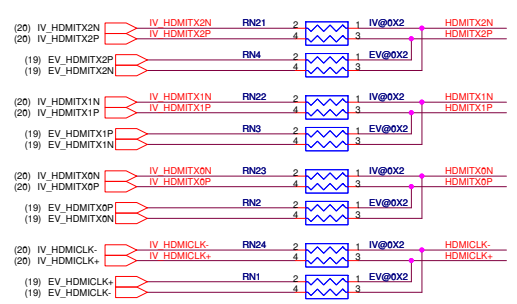 (20) IV_HDMITX2N IV_HDMITX2N RN21 2 1 IV@0X2 HDMITX2N
(20) IV_HDMITX2P IV_HDMITX2P 4 3 HDMITX2P
(19) EV_HDMITX2P RN4 2 1 EV@0X2
(19) EV_HDMITX2N 4 3
(20) IV_HDMITX1N IV_HDMITX1N RN22 2 1 IV@0X2 HDMITX1N
(20) IV_HDMITX1P IV_HDMITX1P 4 3 HDMITX1P
(19) EV_HDMITX1P RN3 2 1 EV@0X2
(19) EV_HDMITX1N 4 3
(20) IV_HDMITX0N IV_HDMITX0N RN23 2 1 IV@0X2 HDMITX0N
(20) IV_HDMITX0P IV_HDMITX0P 4 3 HDMITX0P
(19) EV_HDMITX0P RN2 2 1 EV@0X2
(19) EV_HDMITX0N 4 3
(20) IV_HDMICLK- IV_HDMICLK- RN24 2 1 IV@0X2 HDMICLK-
(20) IV_HDMICLK+ IV_HDMICLK+ 4 3 HDMICLK+
(19) EV_HDMICLK+ RN1 2 1 EV@0X2
(19) EV_HDMICLK- 4 3